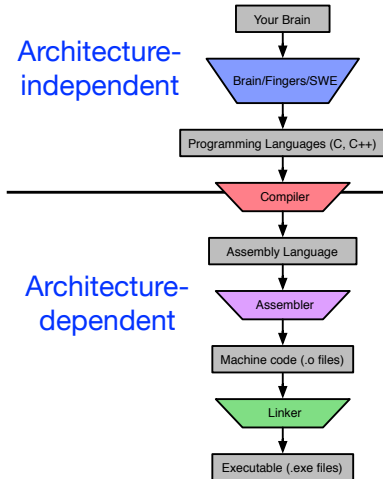 Your Brain
Architecture-
independent
Brain/Fingers/SWE
Programming Languages (C, C++)
Compiler
Assembly Language
Architecture-
dependent
Assembler
Machine code (.o files)
Linker
Executable (.exe files)